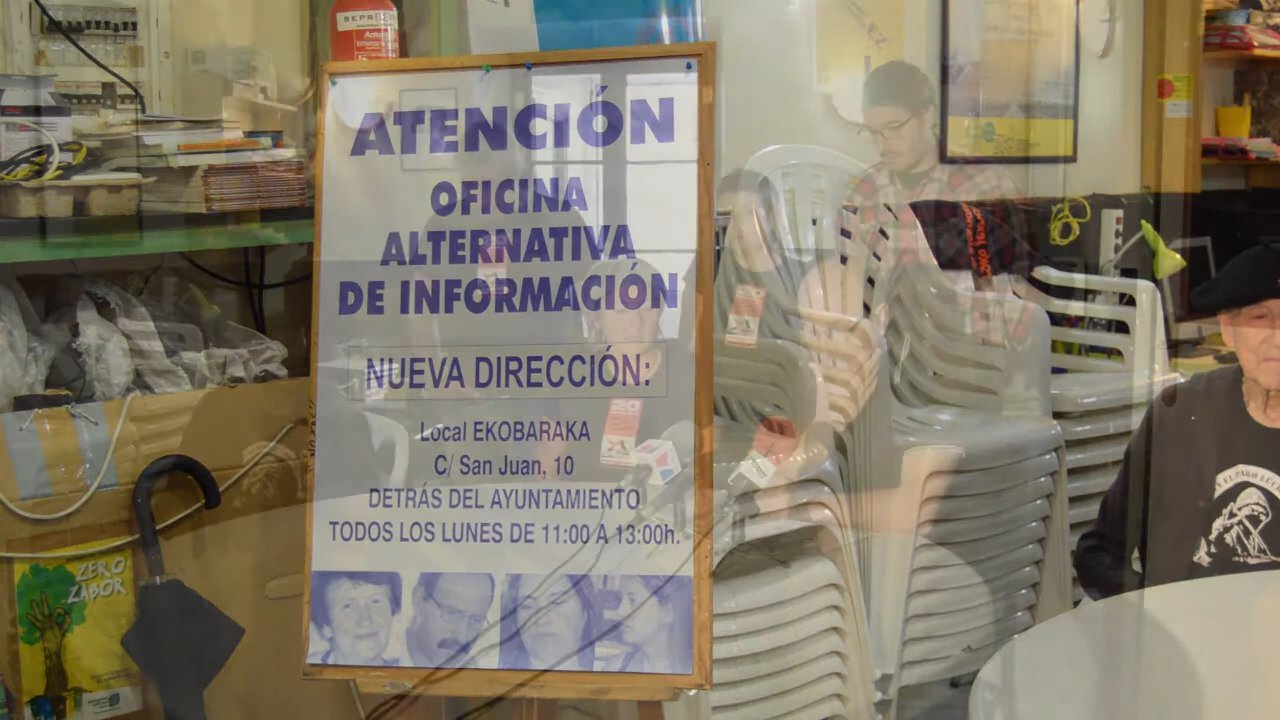 SEPRISA
ATENCIÓN
OFICINA
ALTERNATIVA
DE INFORMACIÓN
NUEVA DIRECCIÓN:
Local EKOBARAKA
C/ San Juan, 10
DETRÁS DEL AYUNTAMIENTO
TODOS LOS LUNES DE 11:00 A 13:00h.
ZERO
ZABOR